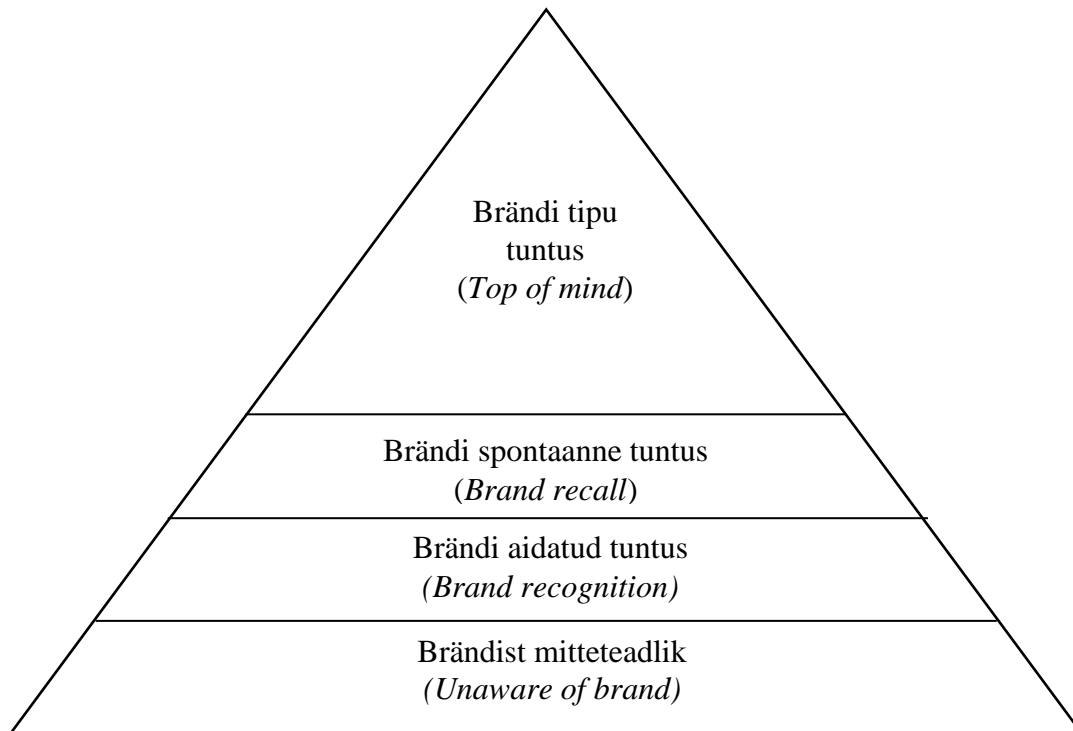 Brändi tipu
tuntus
(Top of mind)
Brändi spontaanne tuntus
(Brand recall)
Brändi aidatud tuntus
(Brand recognition)
Brändist mitteteadlik
(Unaware of brand)